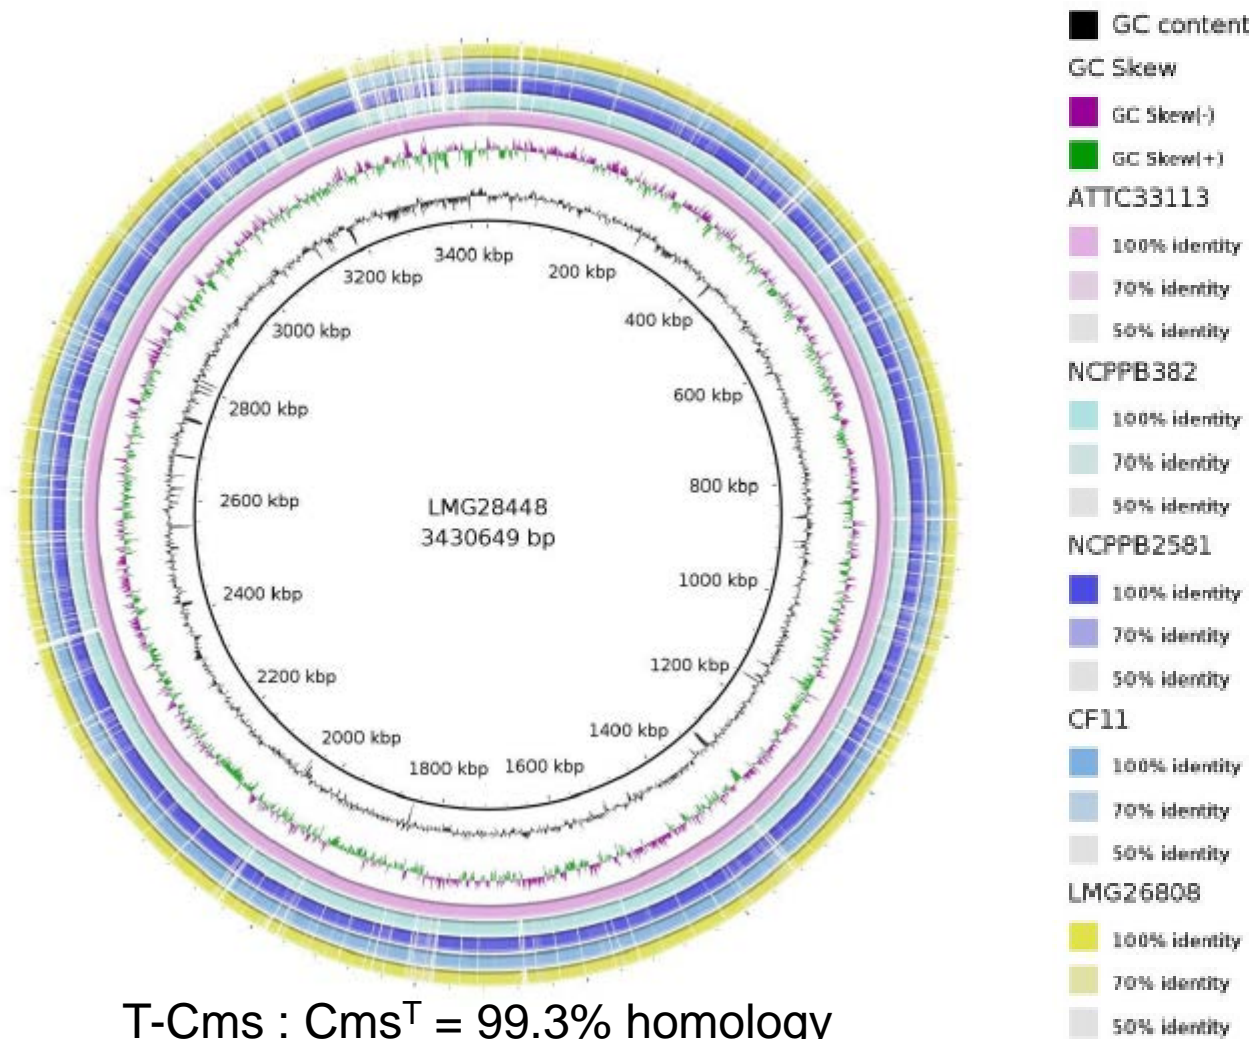 3400 kbp
200 kbp
3200 kbp
400 kbp
3000 kbp
600 kbp
2800 kbp
800 kbp
2600 kbp
LMG28448
3430649 bp
1000 kbp
2400 kbp
1200 kbp
2200 kbp
1400 kbp
2000 kbp
1800 kbp
1600 kbp
T-Cms : Cmsᵀ = 99.3% homology
GC content
GC Skew
GC Skew(-)
GC Skew(+)
ATTC33113
100% identity
70% identity
50% identity
NCPPB382
100% identity
70% identity
50% identity
NCPPB2581
100% identity
70% identity
50% identity
CF11
100% identity
70% identity
50% identity
LMG26808
100% identity
70% identity
50% identity